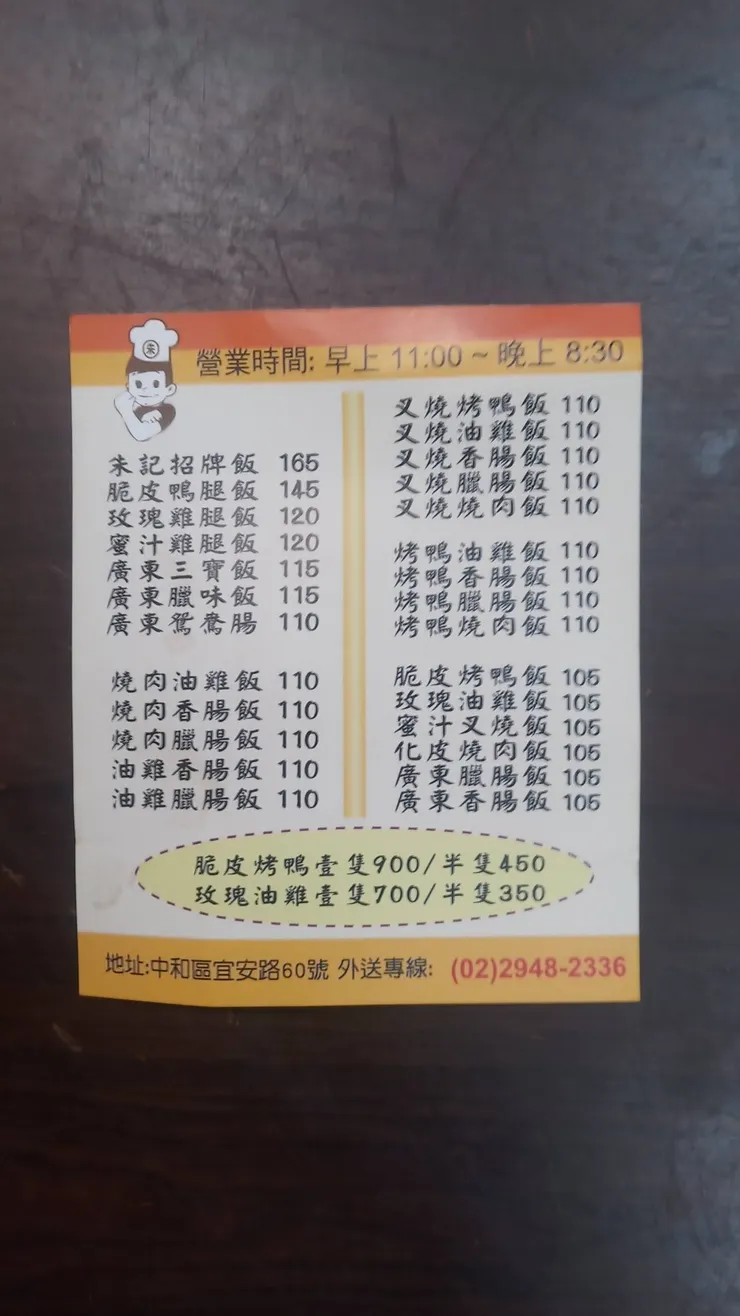 朱
營業時間: 早上 11:00 ~ 晚上 8:30
朱記招牌飯 165
脆皮鴨腿飯 145
玫瑰雞腿飯 120
蜜汁雞腿飯 120
廣東三寶飯 115
廣東臘味飯 115
廣東鴛鴦腸 110
燒肉油雞飯 110
燒肉香腸飯 110
燒肉臘腸飯 110
油雞香腸飯 110
油雞臘腸飯 110
叉燒烤鴨飯 110
叉燒油雞飯 110
叉燒香腸飯 110
叉燒臘腸飯 110
叉燒燒肉飯 110
烤鴨油雞飯 110
烤鴨香腸飯 110
烤鴨臘腸飯 110
烤鴨燒肉飯 110
脆皮烤鴨飯 105
玫瑰油雞飯 105
蜜汁叉燒飯 105
化皮燒肉飯 105
廣東臘腸飯 105
廣東香腸飯 105
脆皮烤鴨壹隻900/半隻450
玫瑰油雞壹隻700/半隻350
地址:中和區宜安路60號 外送專線: (02)2948-2336